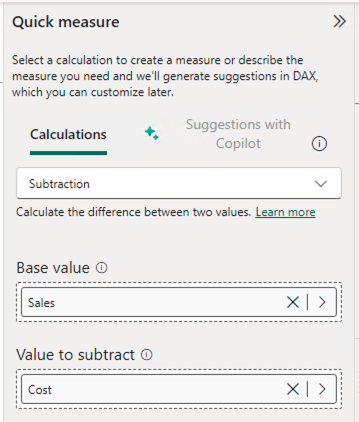 Quick measure
Select a calculation to create a measure or describe the
measure you need and we'll generate suggestions in DAX,
which you can customize later.
Calculations
Suggestions with
Copilot
Subtraction
Calculate the difference between two values. Learn more
Base value
Sales
Value to subtract
Cost